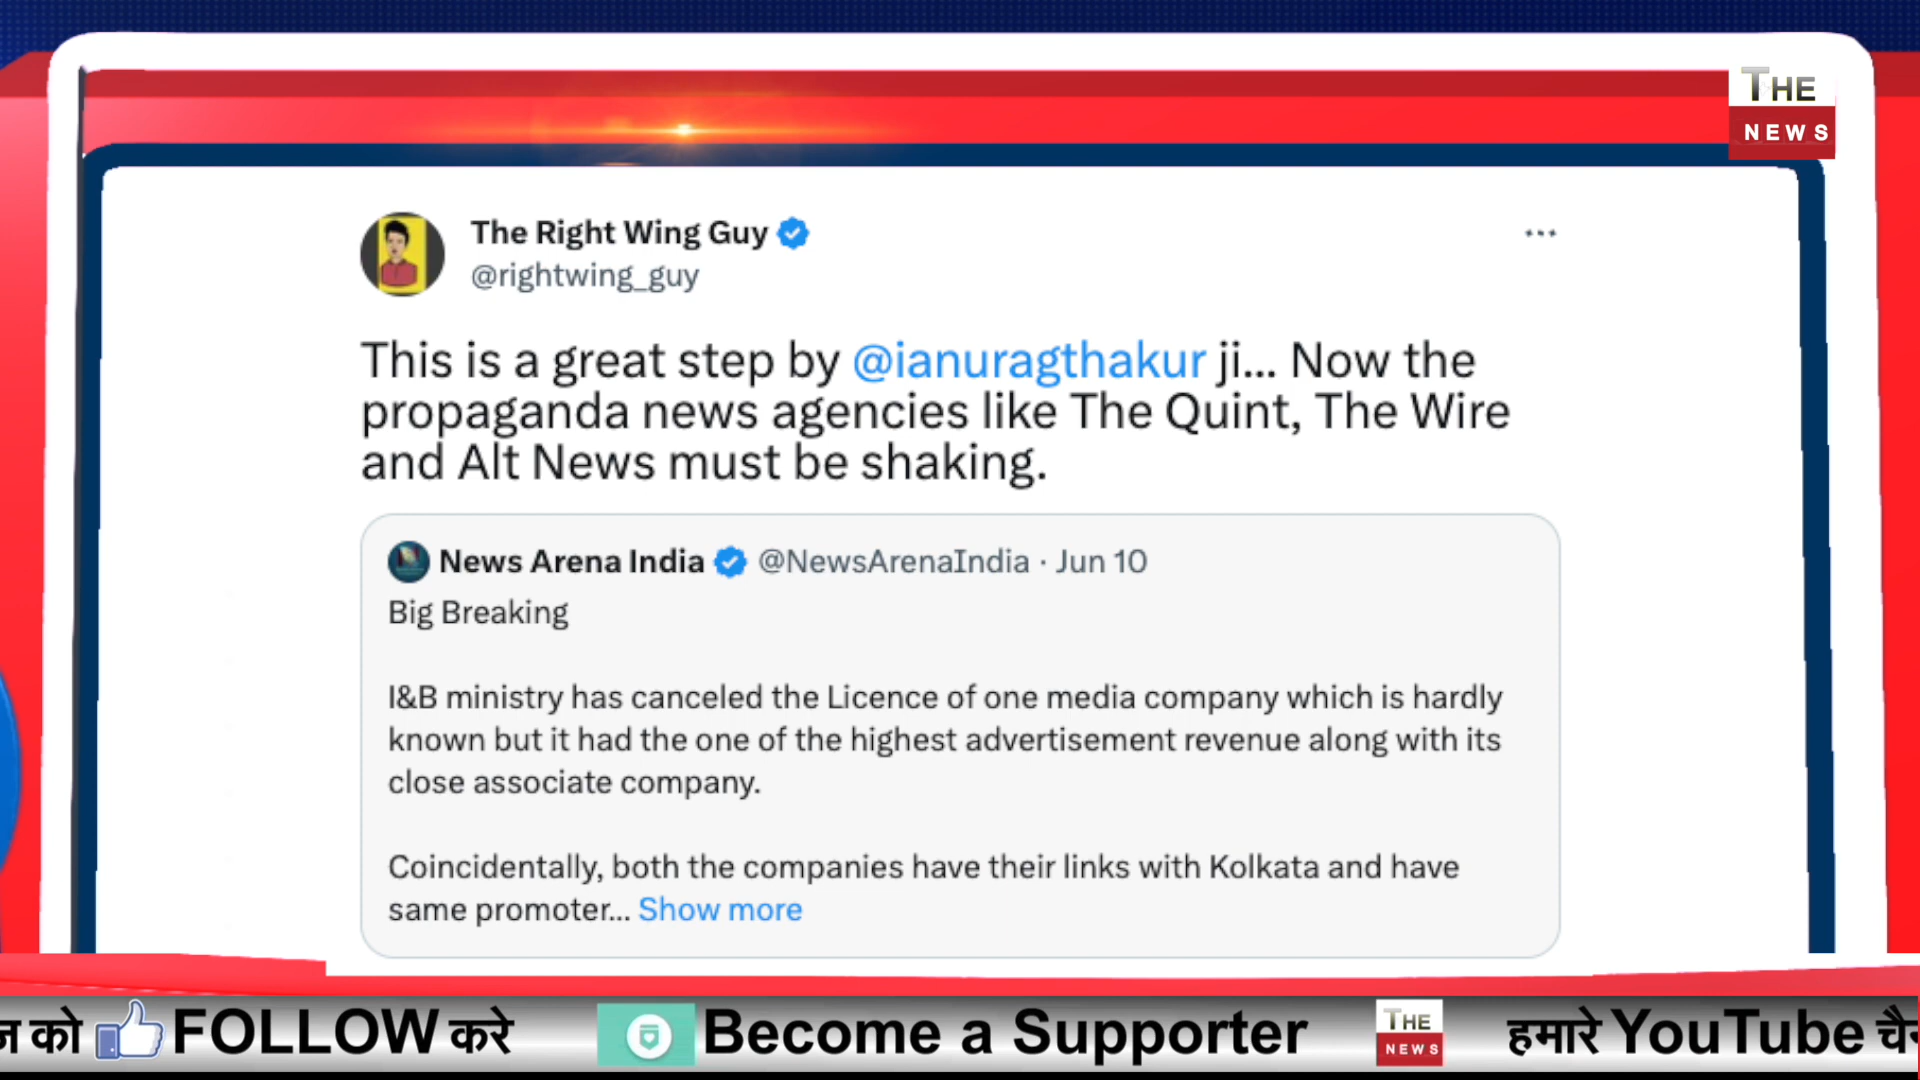 THE
NEWS
The Right Wing Guy
@rightwing_guy
This is a great step by @ianuragthakur ji... Now the
propaganda news agencies like The Quint, The Wire
and Alt News must be shaking.
News Arena India @NewsArenaIndia · Jun 10
Big Breaking
I&B ministry has canceled the Licence of one media company which is hardly
known but it had the one of the highest advertisement revenue along with its
close associate company.
Coincidentally, both the companies have their links with Kolkata and have
same promoter... Show more
को FOLLOW करे Become a Supporter THE NEWS हमारे YouTube